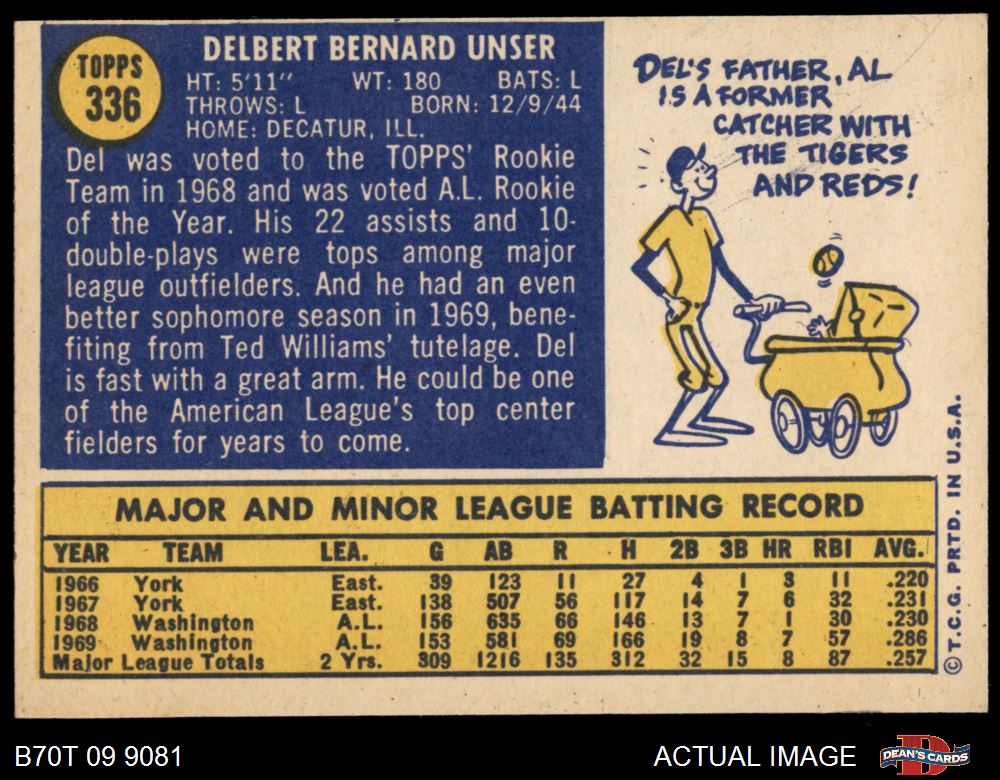 TOPPS
336
DELBERT BERNARD UNSER
HT: 5'11" WT: 180 BATS: L
THROWS: L BORN: 12/9/44
HOME: DECATUR, ILL.
Del was voted to the TOPPS' Rookie
Team in 1968 and was voted A.L. Rookie
of the Year. His 22 assists and 10-
double-plays were tops among major
league outfielders. And he had an even
better sophomore season in 1969, bene-
fiting from Ted Williams' tutelage. Del
is fast with a great arm. He could be one
of the American League's top center
fielders for years to come.
DEL'S FATHER, AL
IS A FORMER
CATCHER WITH
THE TIGERS
AND REDS!
MAJOR AND MINOR LEAGUE BATTING RECORD
YEAR TEAM LEA. G AB R H 2B 3B HR RBI AVG.
1966 York East. 39 123 11 27 4 1 3 11 .220
1967 York East. 138 507 56 117 14 7 6 32 .231
1968 Washington A.L. 156 635 66 146 13 7 1 30 .230
1969 Washington A.L. 153 581 69 166 19 8 7 57 .286
Major League Totals 2 Yrs. 309 1216 135 312 32 15 8 87 .257
© T.C.G. PRTD. IN U.S.A.
B70T 09 9081
ACTUAL IMAGE
DEAN'S CARDS